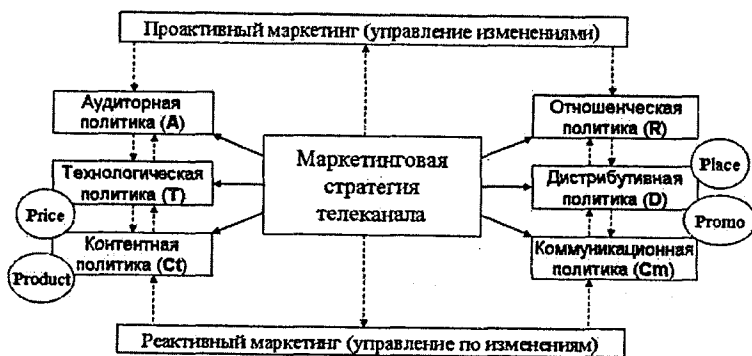 Проактивный маркетинг (управление изменениями)
Аудиторная
политика (А)
Отношенческая
политика (R)
Маркетинговая
стратегия
телеканала
Технологическая
политика (Т)
Place
Дистрибутивная
политика (D)
Price
Promo
Контентная
политика (Ct)
Коммуникационная
политика (Cm)
Product
Реактивный маркетинг (управление по изменениям)